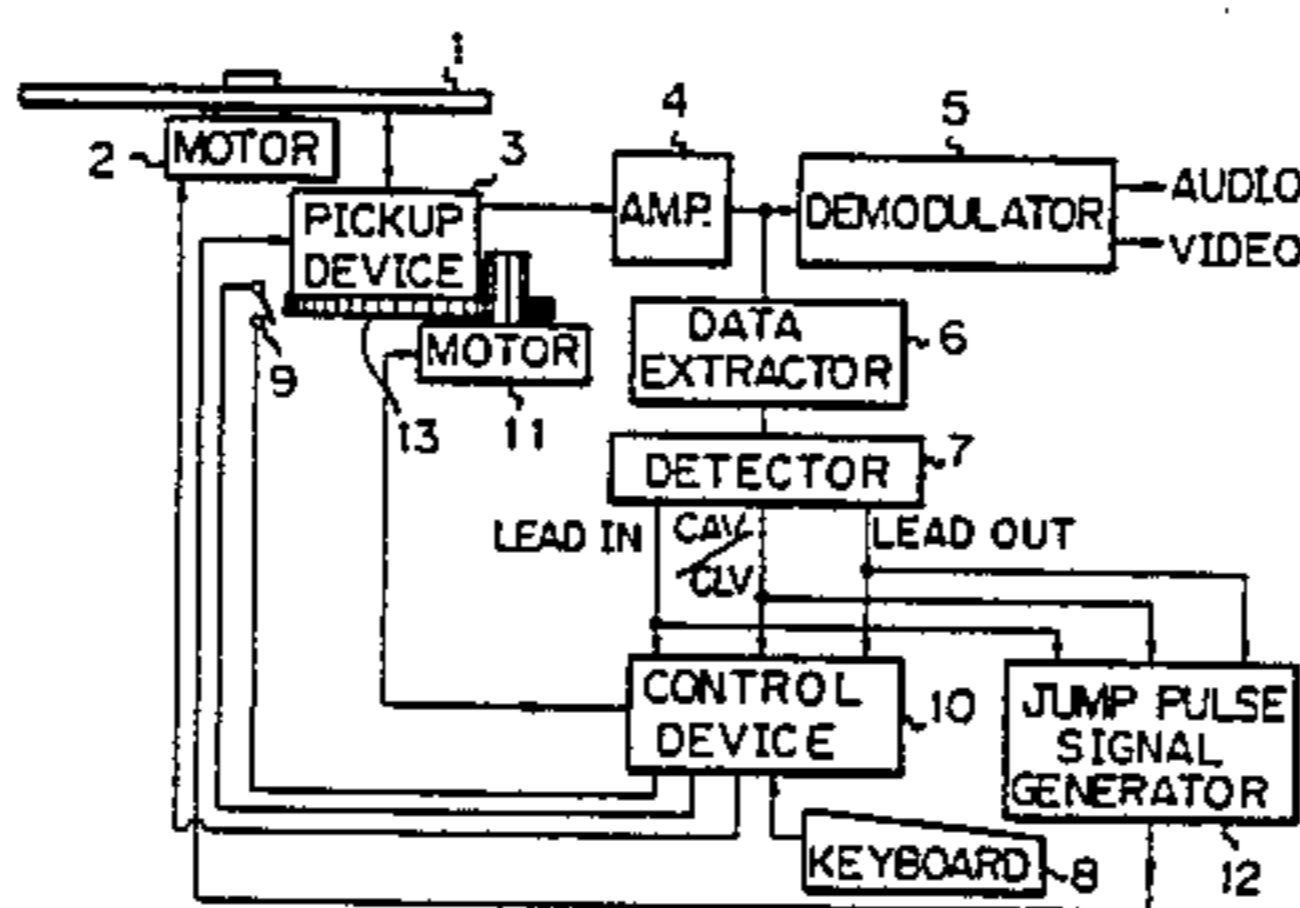 1
2
MOTOR
3
PICKUP
DEVICE
4
AMP.
5
DEMODULATOR
AUDIO
VIDEO
9
13
MOTOR
11
DATA
EXTRACTOR
6
DETECTOR
7
LEAD IN
CAV/
CLV
LEAD OUT
CONTROL
DEVICE
10
JUMP PULSE
SIGNAL
GENERATOR
12
KEYBOARD
8